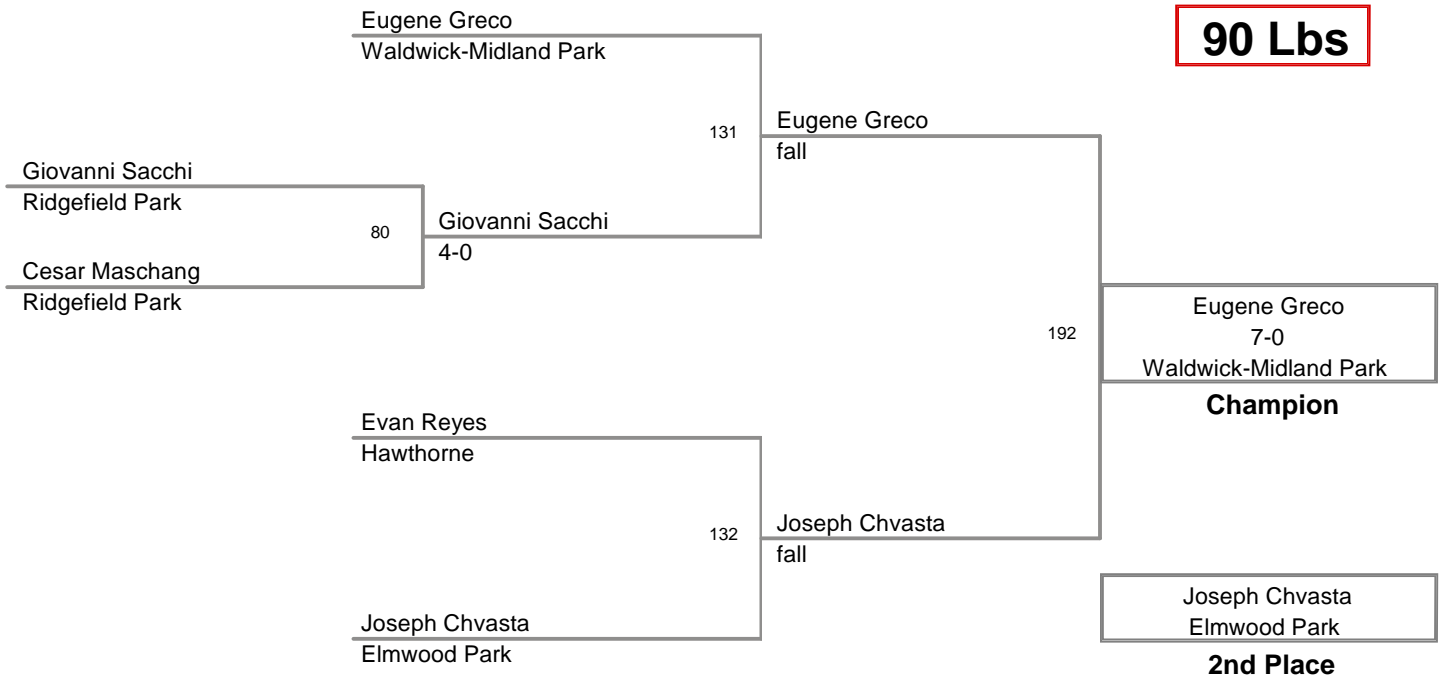 Eugene Greco
Waldwick-Midland Park
90 Lbs
131
Eugene Greco
fall
Giovanni Sacchi
Ridgefield Park
80
Giovanni Sacchi
4-0
Cesar Maschang
Ridgefield Park
192
Eugene Greco
7-0
Waldwick-Midland Park
Champion
Evan Reyes
Hawthorne
132
Joseph Chvasta
fall
Joseph Chvasta
Elmwood Park
Joseph Chvasta
Elmwood Park
2nd Place